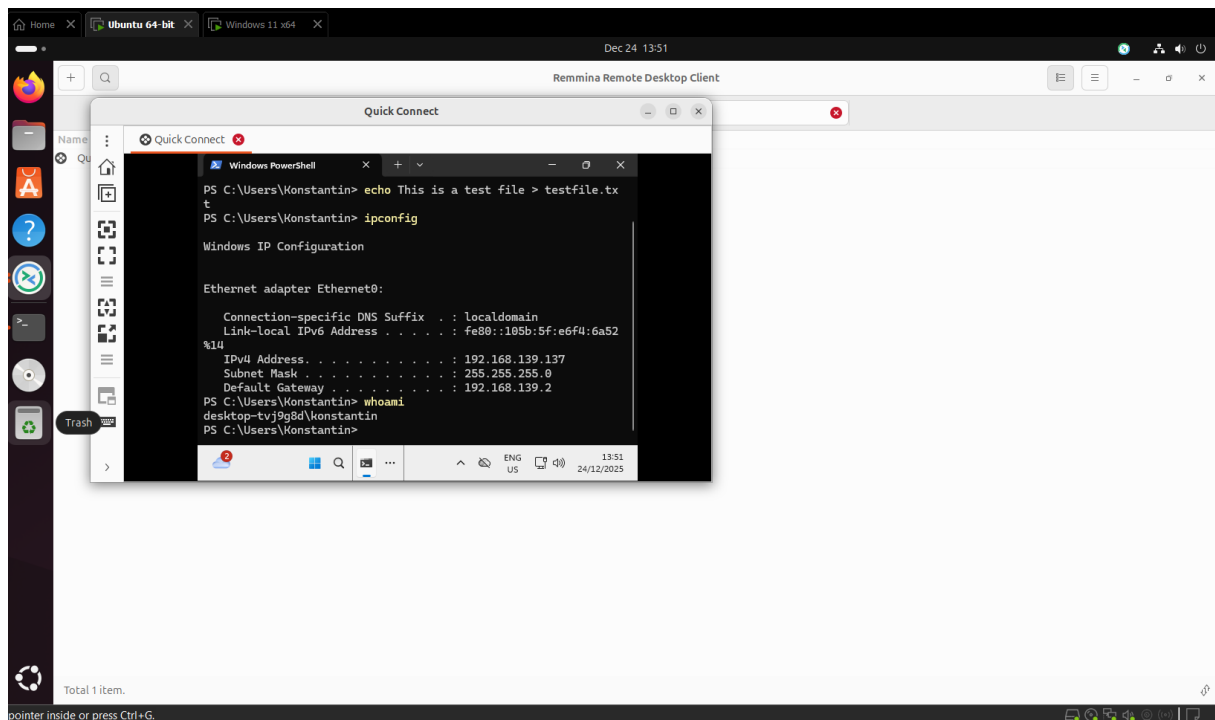 Home
Ubuntu 64-bit
Windows 11 x64
Dec 24 13:51
Remmina Remote Desktop Client
Quick Connect
Name
Qu
Quick Connect
Windows PowerShell
PS C:\Users\Konstantin> echo This is a test file > testfile.tx
t
PS C:\Users\Konstantin> ipconfig
Windows IP Configuration
Ethernet adapter Ethernet0:
Connection-specific DNS Suffix . : localdomain
Link-local IPv6 Address . . . . . : fe80::105b:5f:e6f4:6a52
%14
IPv4 Address. . . . . . . . . . . : 192.168.139.137
Subnet Mask . . . . . . . . . . . : 255.255.255.0
Default Gateway . . . . . . . . . : 192.168.139.2
PS C:\Users\Konstantin> whoami
desktop-tvj9g8d\konstantin
PS C:\Users\Konstantin>
Trash
2
ENG
US
13:51
24/12/2025
Total 1 item.
pointer inside or press Ctrl+G.